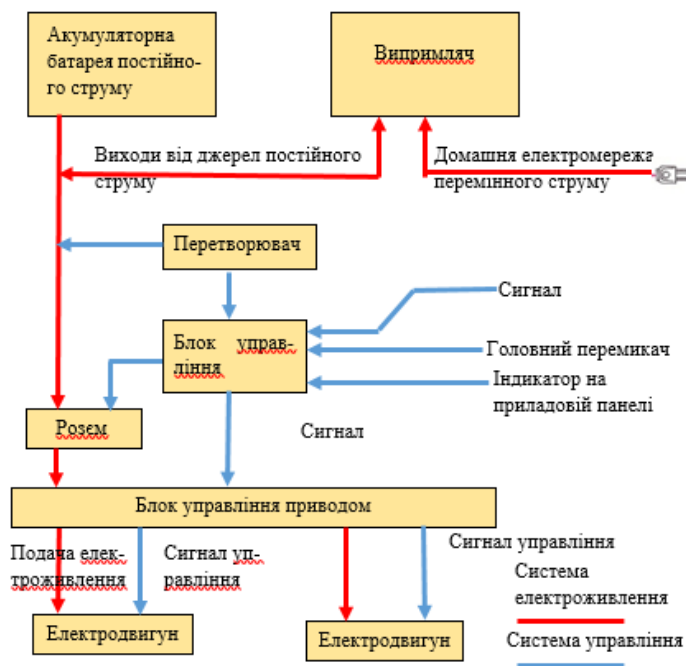 Акумуляторна
батарея постійно-
го струму
Випримляч
Виходи від джерел постійного
струму
Домашня електромережа
перемінного струму
Перетворювач
Сигнал
Блок управ-
ління
Головний перемикач
Індикатор на
приладовій панелі
Розєм
Сигнал
Блок управління приводом
Подача елек-
троживлення
Сигнал уп-
равління
Сигнал управління
Система
електроживлення
Електродвигун
Електродвигун
Система управління